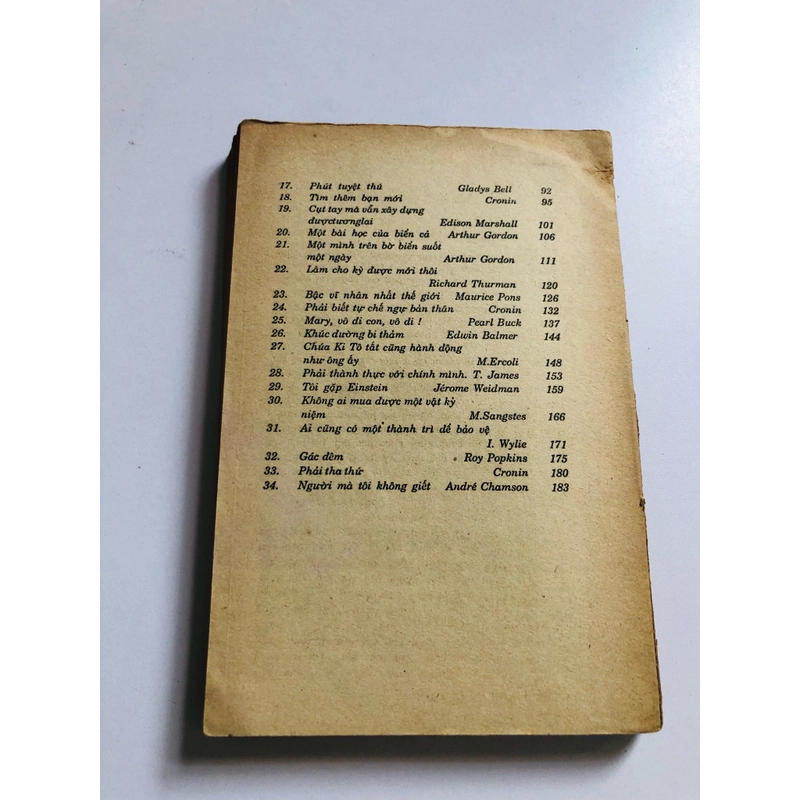 17. Phút tuyệt thú Gladys Bell 92
18. Tìm thêm bạn mới Cronin 95
19. Cụt tay mà vẫn xây dựng
đượctươnglai Edison Marshall 101
20. Một bài học của biển cả Arthur Gordon 106
21. Một mình trên bờ biển suốt
một ngày Arthur Gordon 111
22. Làm cho kỳ được mới thôi
Richard Thurman 120
23. Bậc vĩ nhân nhất thế giới Maurice Pons 126
24. Phải biết tự chế ngự bản thân Cronin 132
25. Mary, vô đi con, vô đi ! Pearl Buck 137
26. Khúc đường bi thảm Edwin Balmer 144
27. Chúa Ki Tô tất cũng hành động
như ông ấy M.Ercoli 148
28. Phải thành thực với chính mình. T. James 153
29. Tôi gặp Einstein Jérome Weidman 159
30. Không ai mua được một vật kỷ
niệm M.Sangstes 166
31. Ai cũng có một thành trì để bảo vệ
I. Wylie 171
32. Gác đêm Roy Popkins 175
33. Phải tha thứ Cronin 180
34. Người mà tôi không giết André Chamson 183